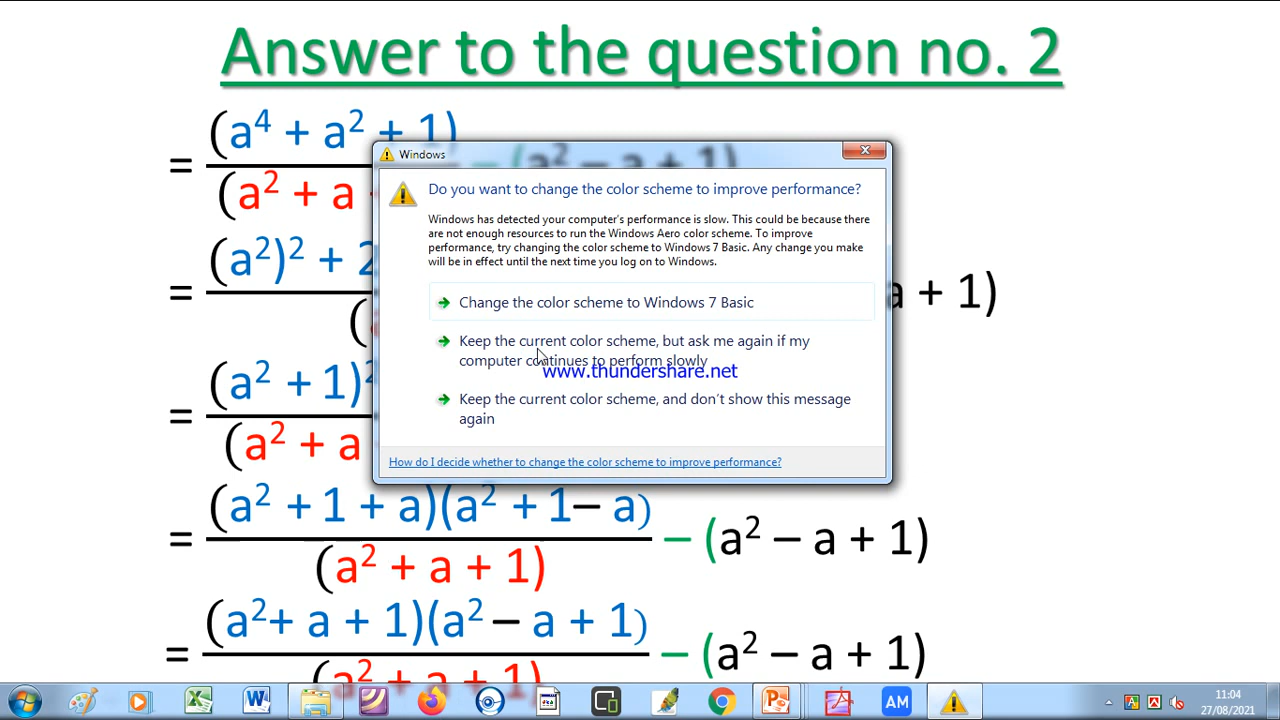 Answer to the question no. 2
(a⁴ + a² + 1)
= – (a² – a + 1)
(a² + a
(a²)² + 2
= a + 1)
(
(a² + 1)²
=
(a² + a
(a² + 1 + a)(a² + 1– a)
= – (a² – a + 1)
(a² + a + 1)
(a²+ a + 1)(a² – a + 1)
= – (a² – a + 1)
(a² + a + 1)
Windows
Do you want to change the color scheme to improve performance?
Windows has detected your computer's performance is slow. This could be because there
are not enough resources to run the Windows Aero color scheme. To improve
performance, try changing the color scheme to Windows 7 Basic. Any change you make
will be in effect until the next time you log on to Windows.
Change the color scheme to Windows 7 Basic
Keep the current color scheme, but ask me again if my
computer continues to perform slowly
www.thundershare.net
Keep the current color scheme, and don't show this message
again
How do I decide whether to change the color scheme to improve performance?
AM
11:04
27/08/2021